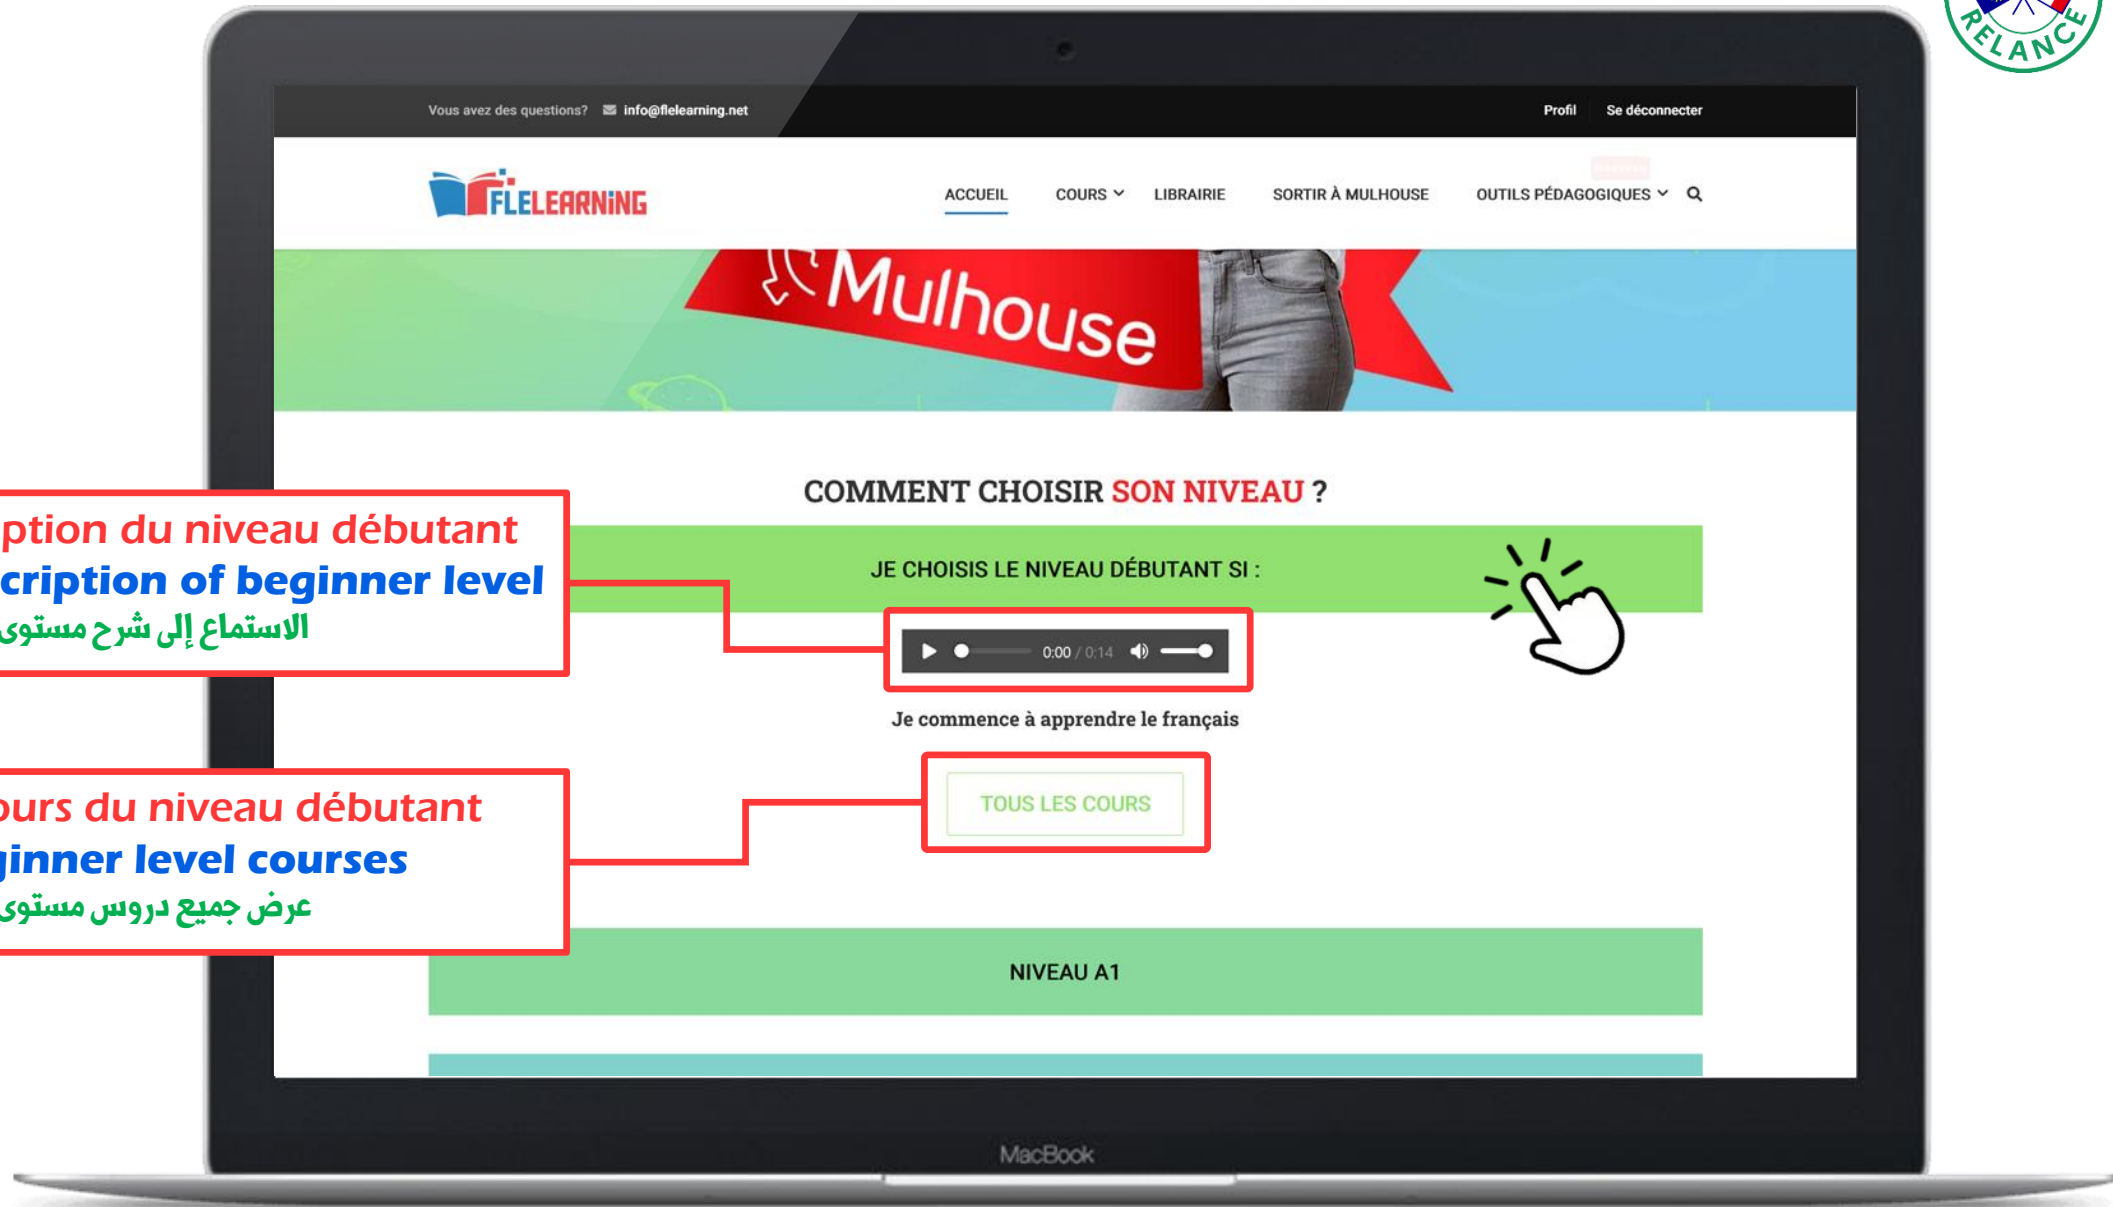 RELANCE
Vous avez des questions? info@flelearning.net Profil Se déconnecter
FLELEARNiNG
ACCUEIL COURS LIBRAIRIE SORTIR À MULHOUSE OUTILS PÉDAGOGIQUES
Mulhouse
COMMENT CHOISIR SON NIVEAU ?
JE CHOISIS LE NIVEAU DÉBUTANT SI :
ption du niveau débutant
cription of beginner level
الاستماع إلى شرح مستوى
0:00 / 0:14
Je commence à apprendre le français
TOUS LES COURS
ours du niveau débutant
ginner level courses
عرض جميع دروس مستوى
NIVEAU A1
MacBook